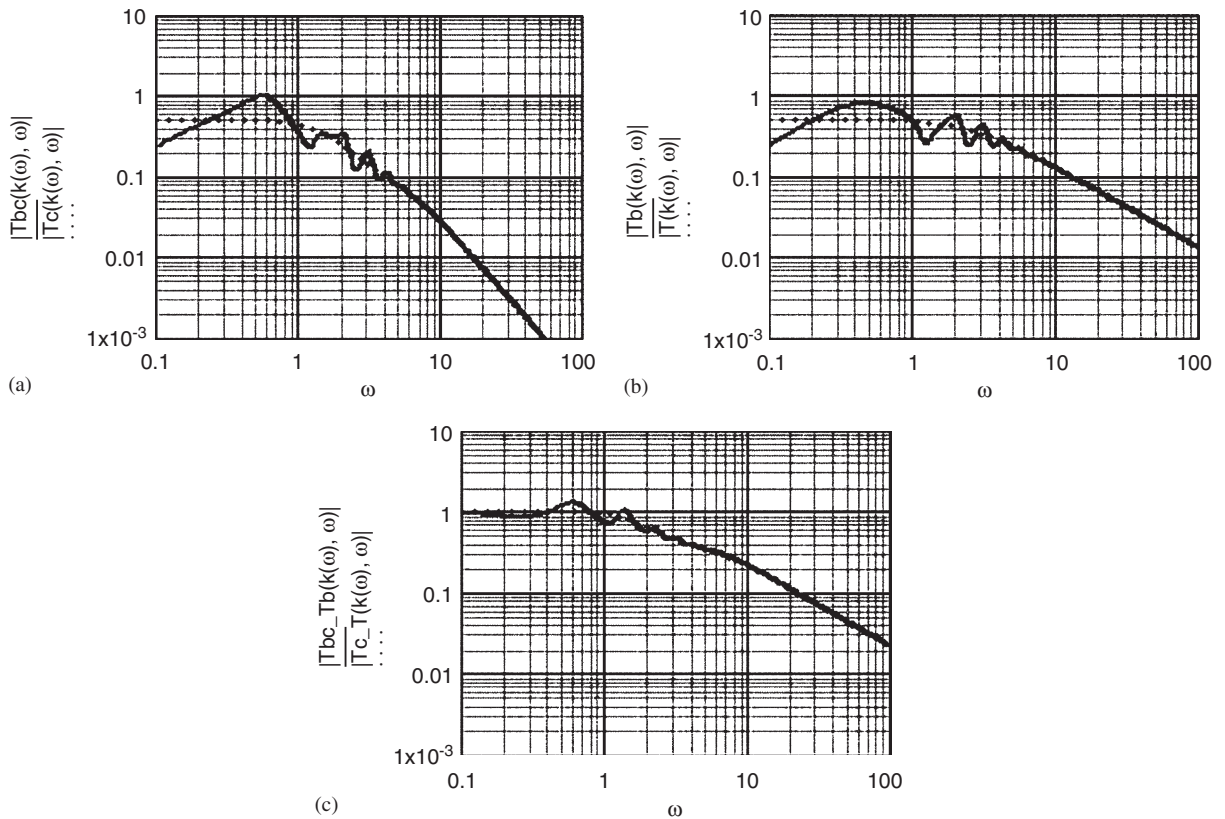 10
1
0.1
0.01
1x10⁻³
0.1 1 10 100
|Tbc(k(ω), ω)|
|Tc(k(ω), ω)|
ω
(a)
10
1
0.1
0.01
1x10⁻³
0.1 1 10 100
|Tb(k(ω), ω)|
|T(k(ω), ω)|
ω
(b)
10
1
0.1
0.01
1x10⁻³
0.1 1 10 100
|Tbc_Tb(k(ω), ω)|
|Tc_T(k(ω), ω)|
ω
(c)